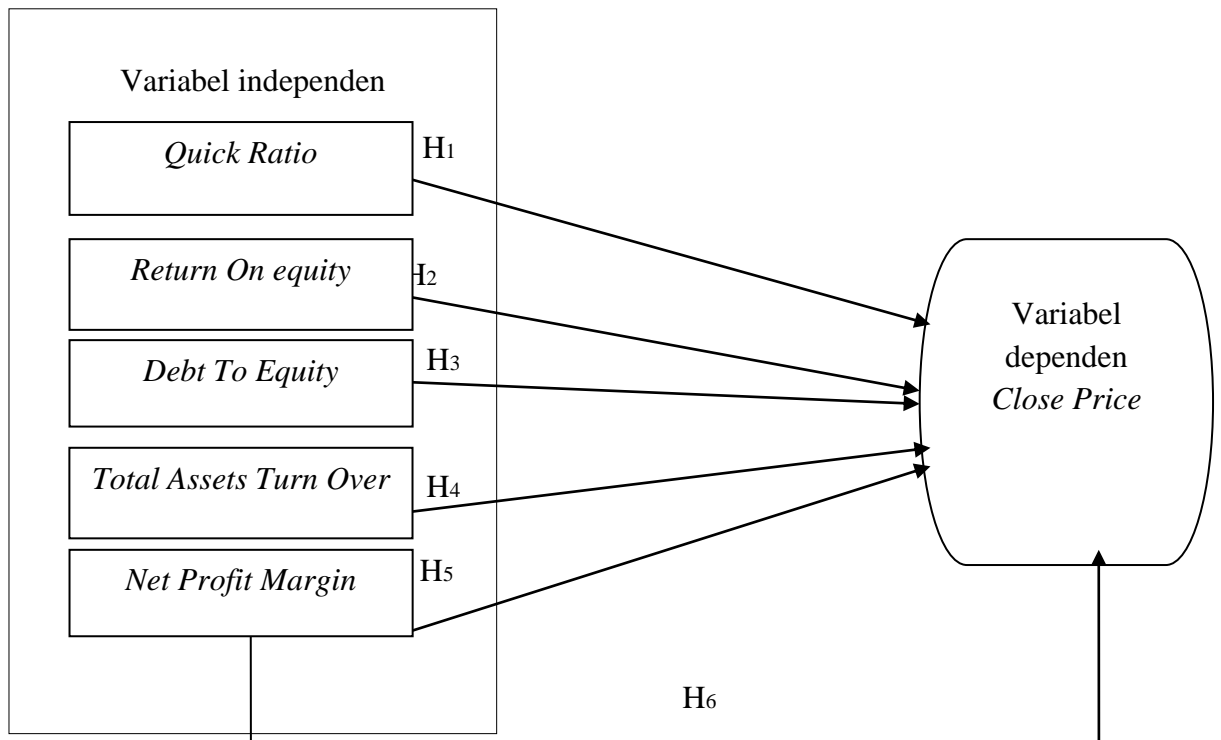 Variabel independen
Quick Ratio
H1
Return On equity
H2
Debt To Equity
H3
Total Assets Turn Over
H4
Net Profit Margin
H5
Variabel
dependen
Close Price
H6